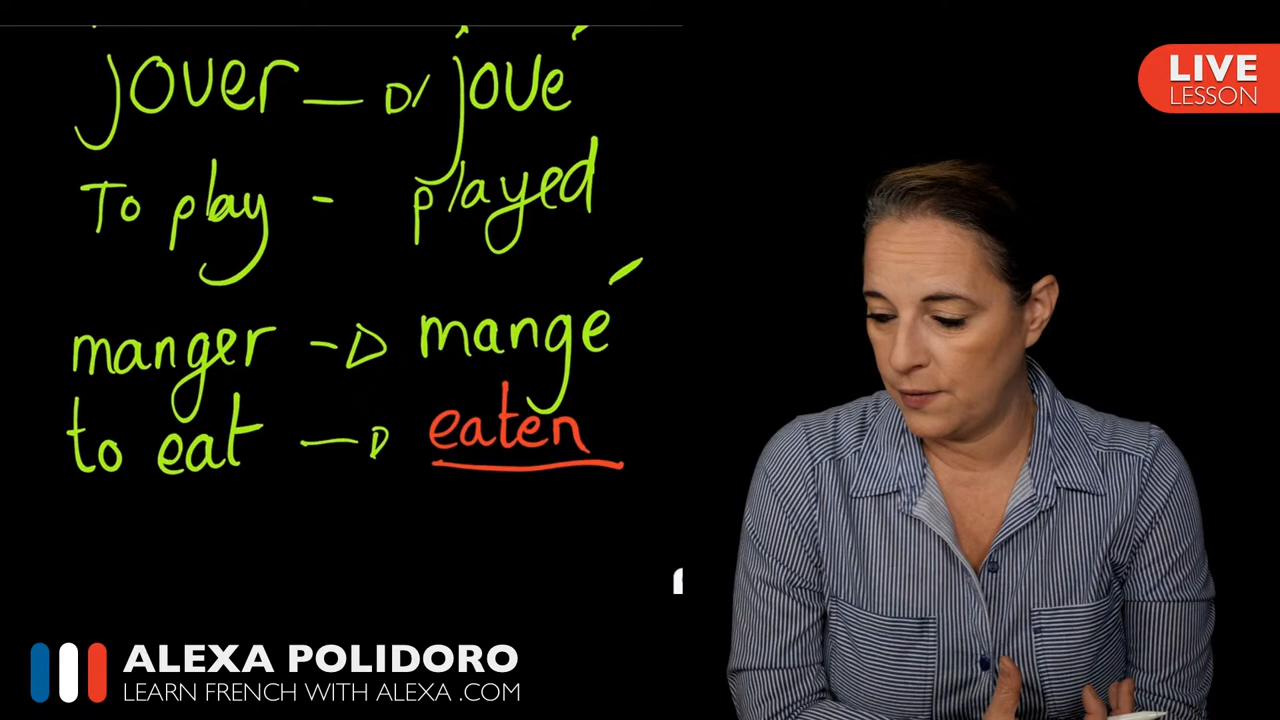 jouer → joué
To play - played
manger → mangé
to eat → eaten
LIVE
LESSON
ALEXA POLIDORO
LEARN FRENCH WITH ALEXA .COM